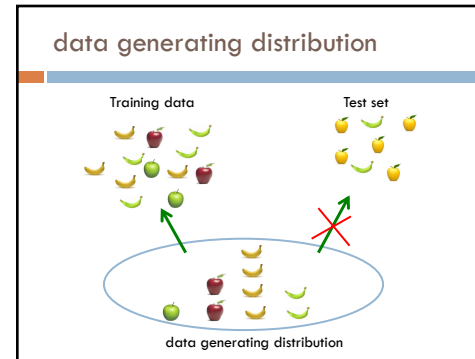 data generating distribution
Training data
Test set
data generating distribution